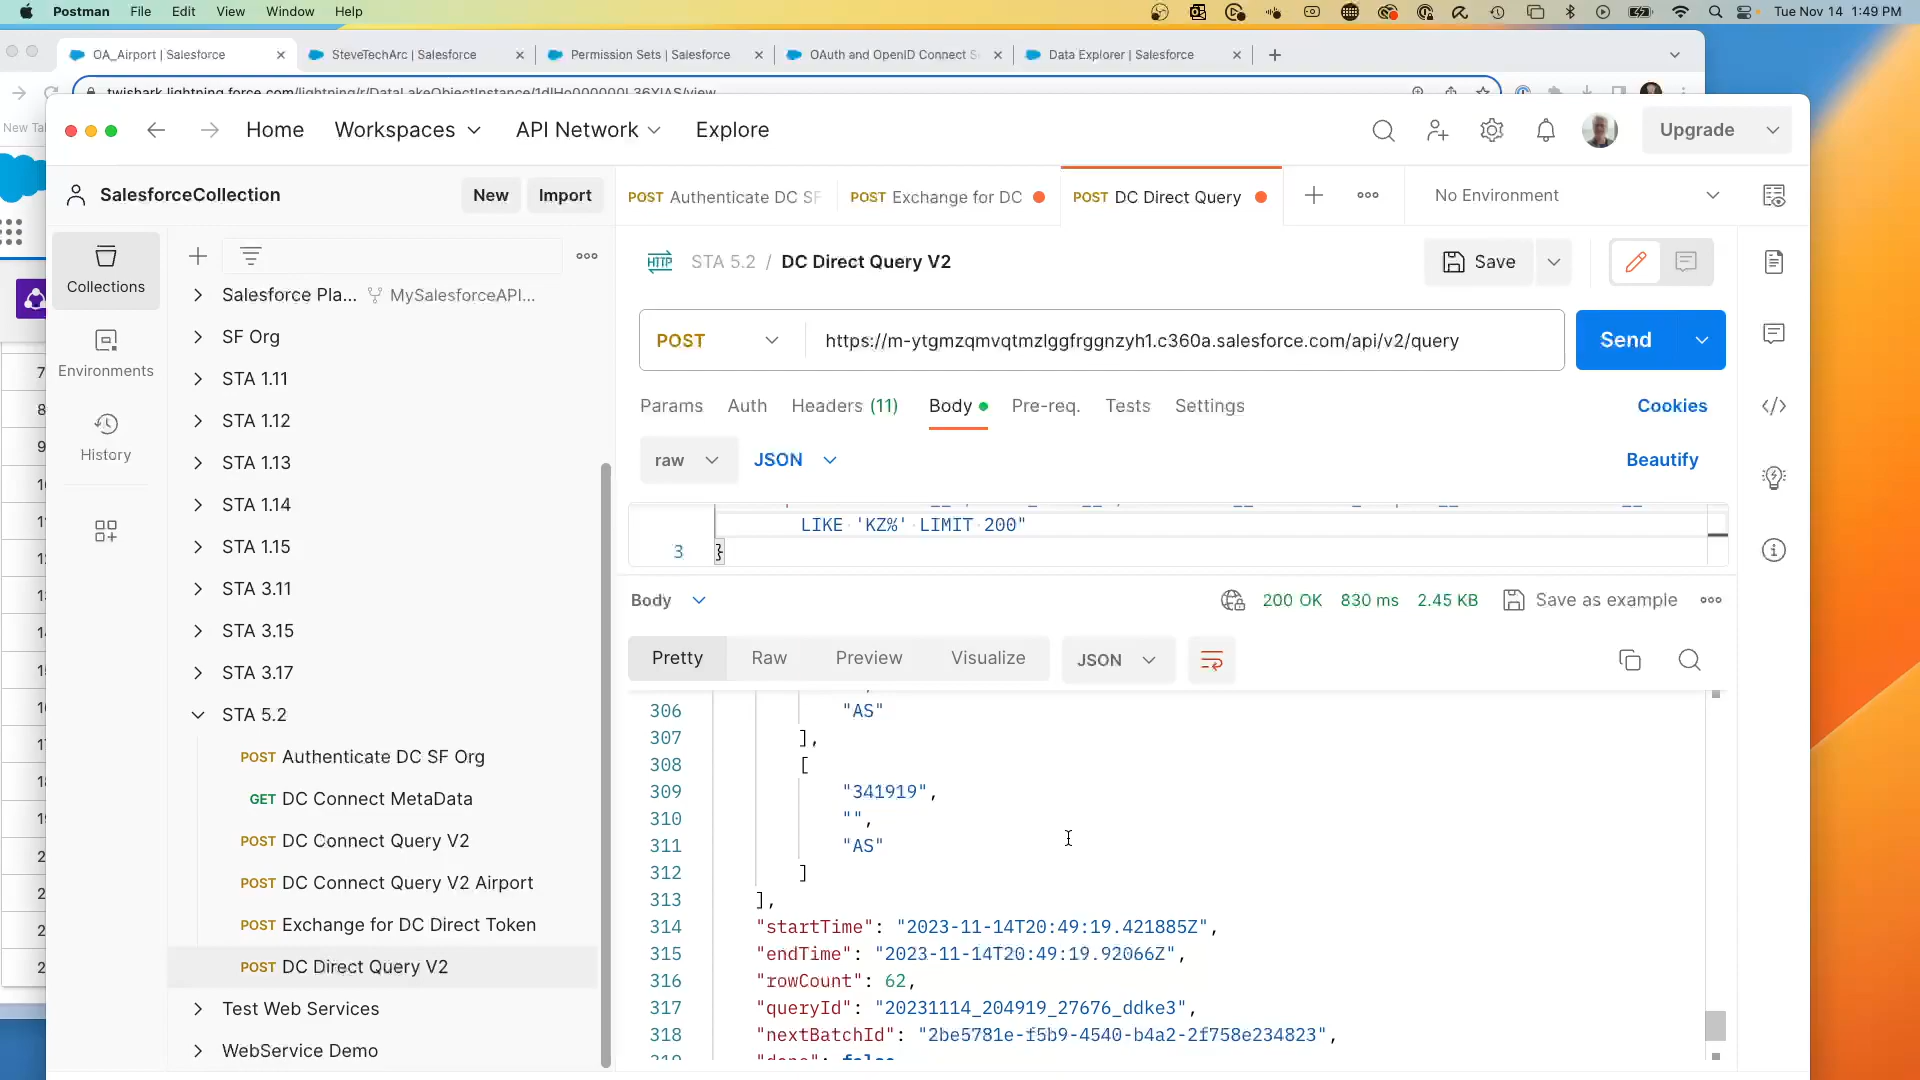 Postman File Edit View Window Help Tue Nov 14 1:49 PM
OA_Airport | Salesforce SteveTechArc | Salesforce Permission Sets | Salesforce OAuth and OpenID Connect S Data Explorer | Salesforce
New Tab
Home Workspaces API Network Explore Upgrade
SalesforceCollection New Import
POST Authenticate DC SF POST Exchange for DC POST DC Direct Query No Environment
Collections
Environments
History
Salesforce Pla... MySalesforceAPI...
SF Org
STA 1.11
STA 1.12
STA 1.13
STA 1.14
STA 1.15
STA 3.11
STA 3.15
STA 3.17
STA 5.2
POST Authenticate DC SF Org
GET DC Connect MetaData
POST DC Connect Query V2
POST DC Connect Query V2 Airport
POST Exchange for DC Direct Token
POST DC Direct Query V2
Test Web Services
WebService Demo
HTTP STA 5.2 / DC Direct Query V2 Save
POST https://m-ytgmzqmvqtmzlggfrggnzyh1.c360a.salesforce.com/api/v2/query Send
Params Auth Headers (11) Body Pre-req. Tests Settings Cookies
raw JSON Beautify
LIKE 'KZ%' LIMIT 200"
3 }
Body 200 OK 830 ms 2.45 KB Save as example
Pretty Raw Preview Visualize JSON
306 "AS"
307 ],
308 [
309 "341919",
310 "",
311 "AS"
312 ]
313 ],
314 "startTime": "2023-11-14T20:49:19.421885Z",
315 "endTime": "2023-11-14T20:49:19.92066Z",
316 "rowCount": 62,
317 "queryId": "20231114_204919_27676_ddke3",
318 "nextBatchId": "2be5781e-f5b9-4540-b4a2-2f758e234823",
319 "done": false